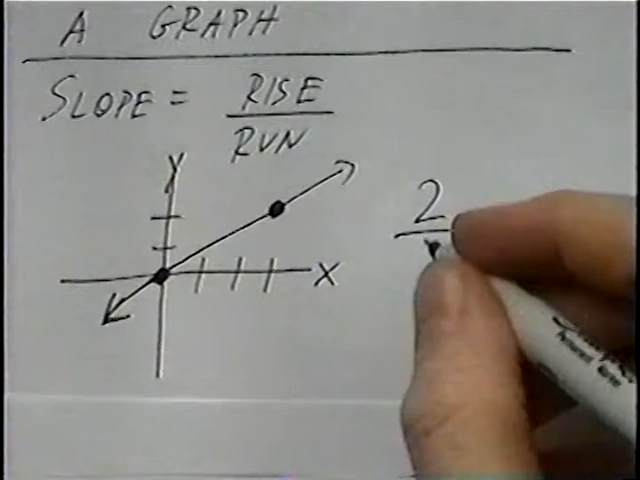 A GRAPH
SLOPE = RISE
RUN
Y
2
X